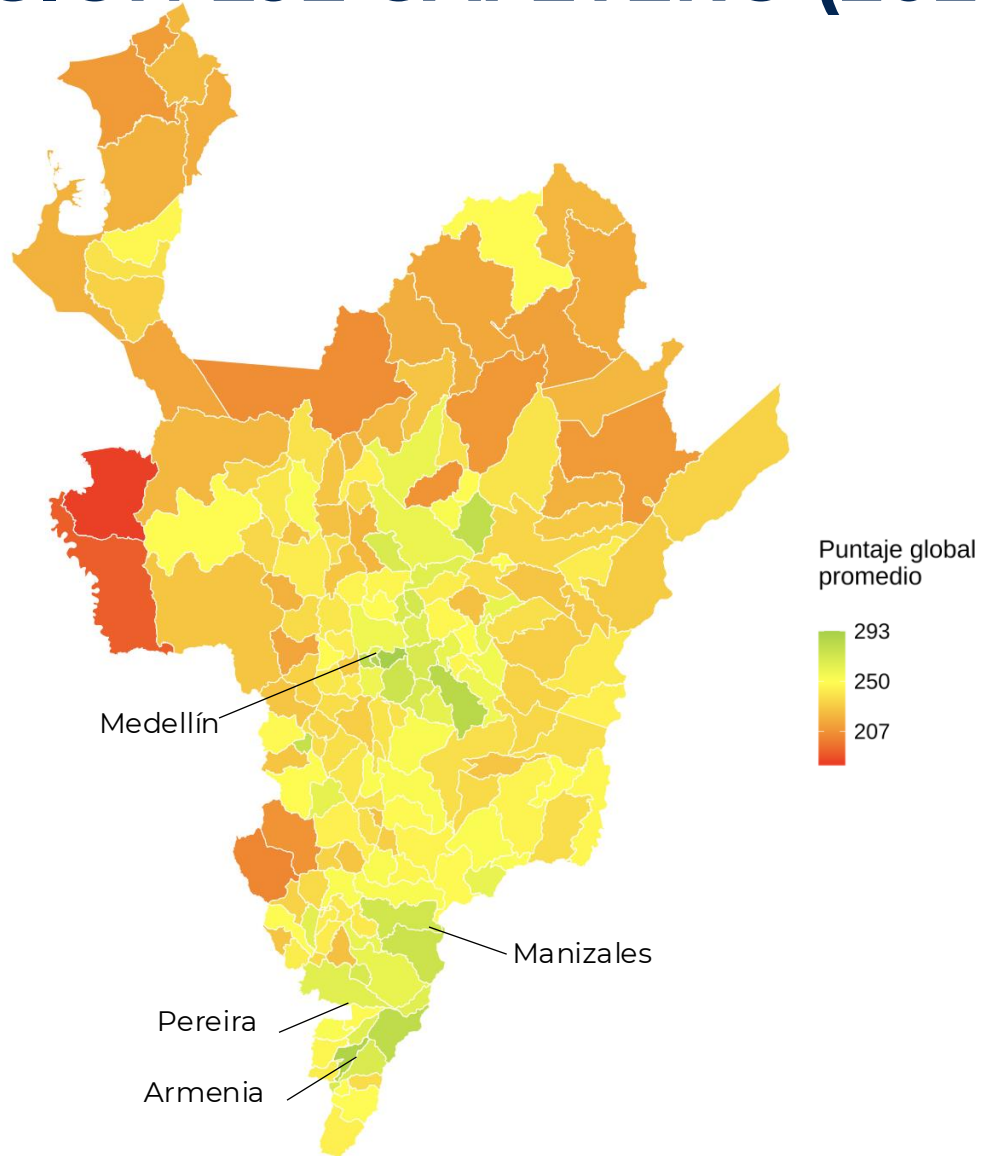 Puntaje global
promedio
293
250
207
Medellín
Manizales
Pereira
Armenia